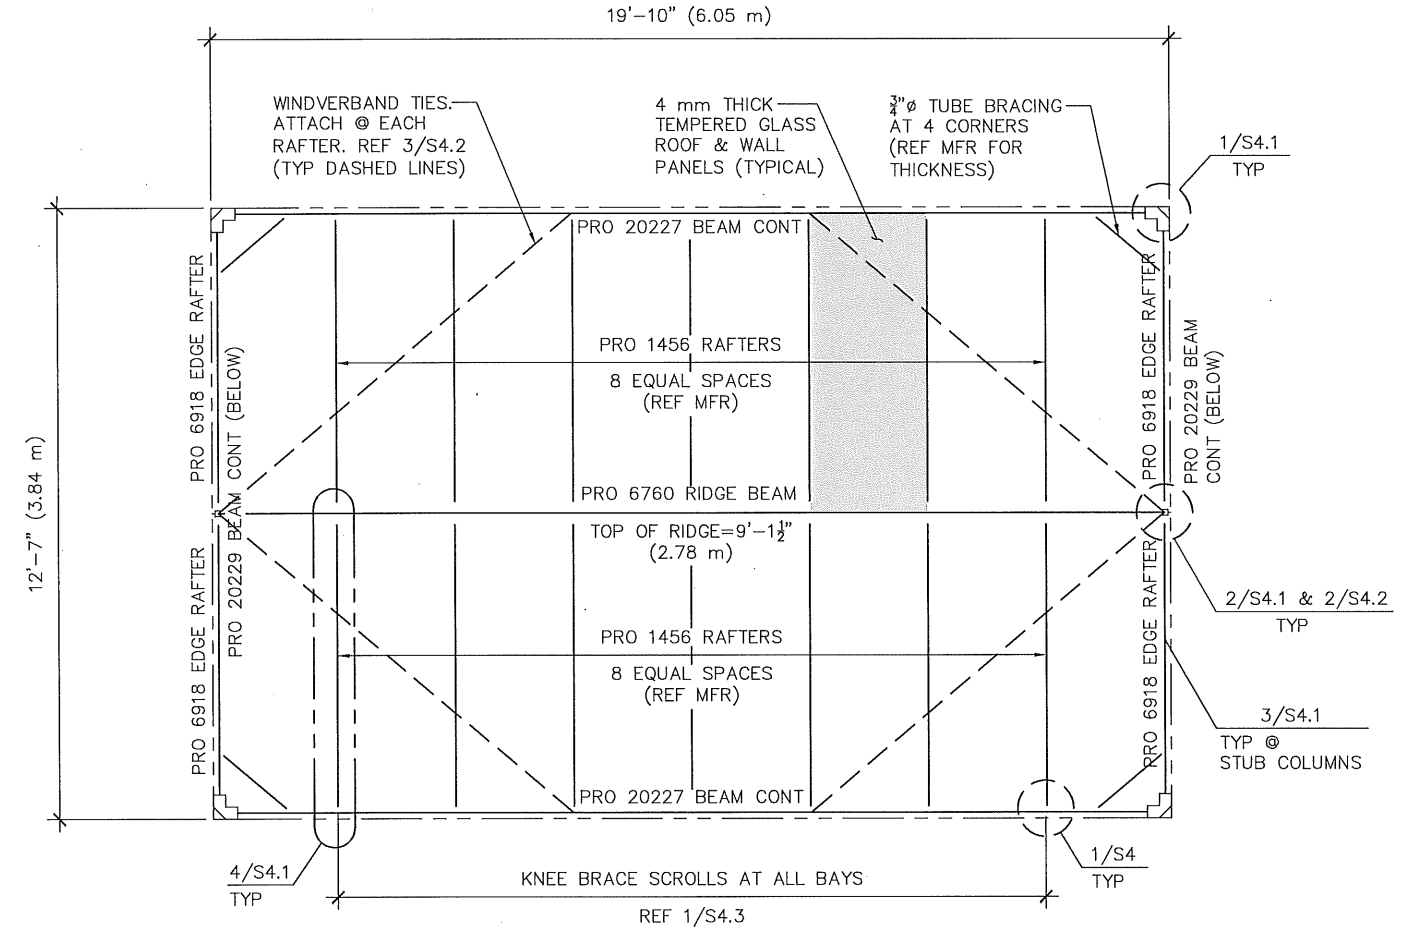 19'-10" (6.05 m)
WINDVERBAND TIES.
ATTACH @ EACH
RAFTER. REF 3/S4.2
(TYP DASHED LINES)
4 mm THICK
TEMPERED GLASS
ROOF & WALL
PANELS (TYPICAL)
3/4"ø TUBE BRACING
AT 4 CORNERS
(REF MFR FOR
THICKNESS)
1/S4.1
TYP
PRO 20227 BEAM CONT
PRO 6918 EDGE RAFTER
PRO 20229 BEAM CONT (BELOW)
PRO 6918 EDGE RAFTER
PRO 20229 BEAM
CONT (BELOW)
PRO 1456 RAFTERS
8 EQUAL SPACES
(REF MFR)
12'-7" (3.84 m)
PRO 6760 RIDGE BEAM
TOP OF RIDGE=9'-1 1/2"
(2.78 m)
2/S4.1 & 2/S4.2
TYP
PRO 6918 EDGE RAFTER
PRO 1456 RAFTERS
8 EQUAL SPACES
(REF MFR)
PRO 6918 EDGE RAFTER
3/S4.1
TYP @
STUB COLUMNS
PRO 20227 BEAM CONT
4/S4.1
TYP
KNEE BRACE SCROLLS AT ALL BAYS
REF 1/S4.3
1/S4
TYP